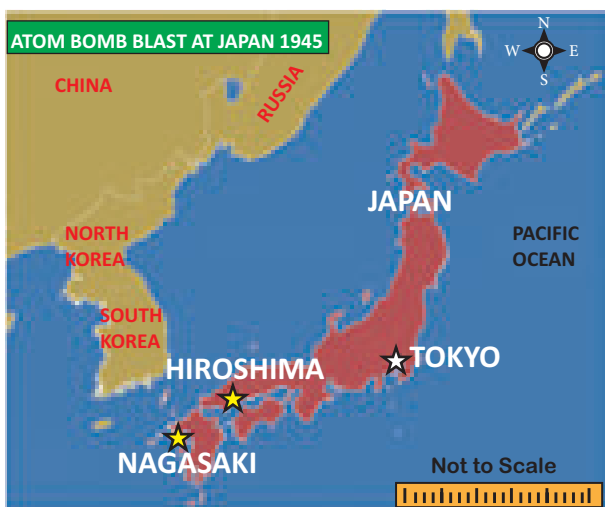 ATOM BOMB BLAST AT JAPAN 1945
N
W
E
S
CHINA
RUSSIA
JAPAN
NORTH
KOREA
PACIFIC
OCEAN
SOUTH
KOREA
TOKYO
HIROSHIMA
NAGASAKI
Not to Scale